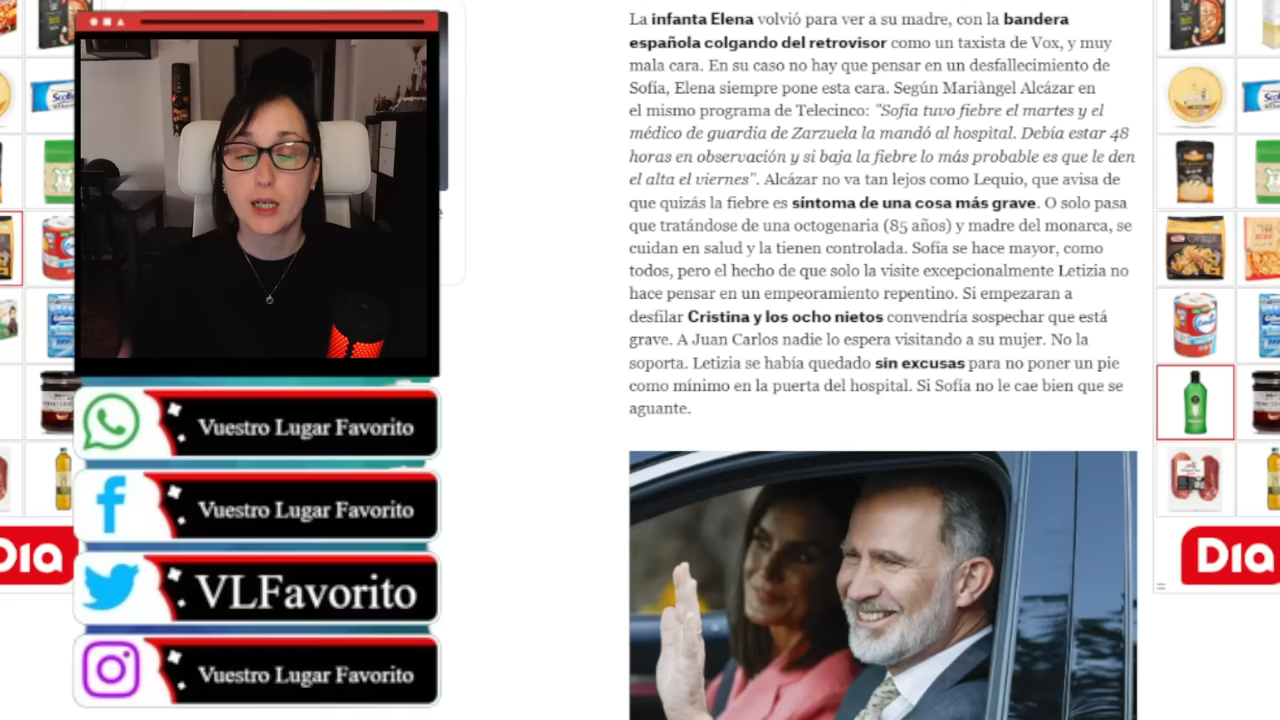 Vuestro Lugar Favorito
Vuestro Lugar Favorito
VLFavorito
Vuestro Lugar Favorito
La infanta Elena volvió para ver a su madre, con la bandera
española colgando del retrovisor como un taxista de Vox, y muy
mala cara. En su caso no hay que pensar en un desfallecimiento de
Sofía, Elena siempre pone esta cara. Según Mariàngel Alcázar en
el mismo programa de Telecinco: "Sofía tuvo fiebre el martes y el
médico de guardia de Zarzuela la mandó al hospìtal. Debía estar 48
horas en observación y si baja la fiebre lo más probable es que le den
el alta el viernes". Alcázar no va tan lejos como Lequio, que avisa de
que quizás la fiebre es síntoma de una cosa más grave. O solo pasa
que tratándose de una octogenaria (85 años) y madre del monarca, se
cuidan en salud y la tienen controlada. Sofía se hace mayor, como
todos, pero el hecho de que solo la visite excepcionalmente Letizia no
hace pensar en un empeoramiento repentino. Si empezaran a
desfilar Cristina y los ocho nietos convendría sospechar que está
grave. A Juan Carlos nadie lo espera visitando a su mujer. No la
soporta. Letizia se había quedado sin excusas para no poner un pie
como mínimo en la puerta del hospital. Si Sofía no le cae bien que se
aguante.
Dia
Dia